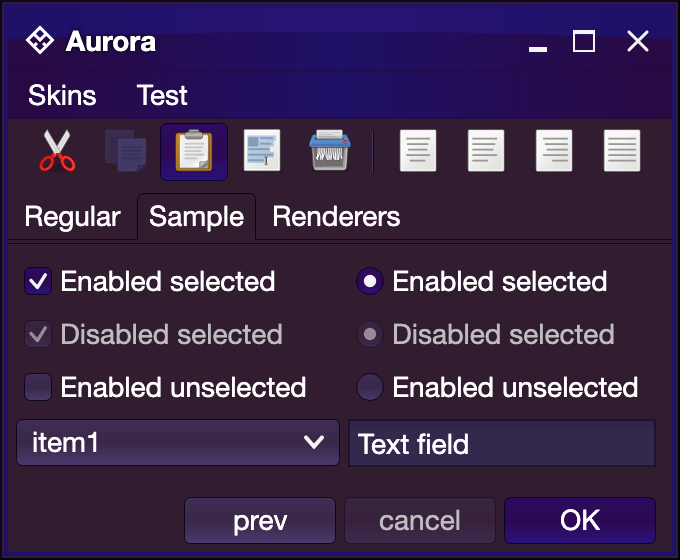 Aurora
Skins Test
Regular Sample Renderers
Enabled selected Enabled selected
Disabled selected Disabled selected
Enabled unselected Enabled unselected
item1 Text field
prev cancel OK